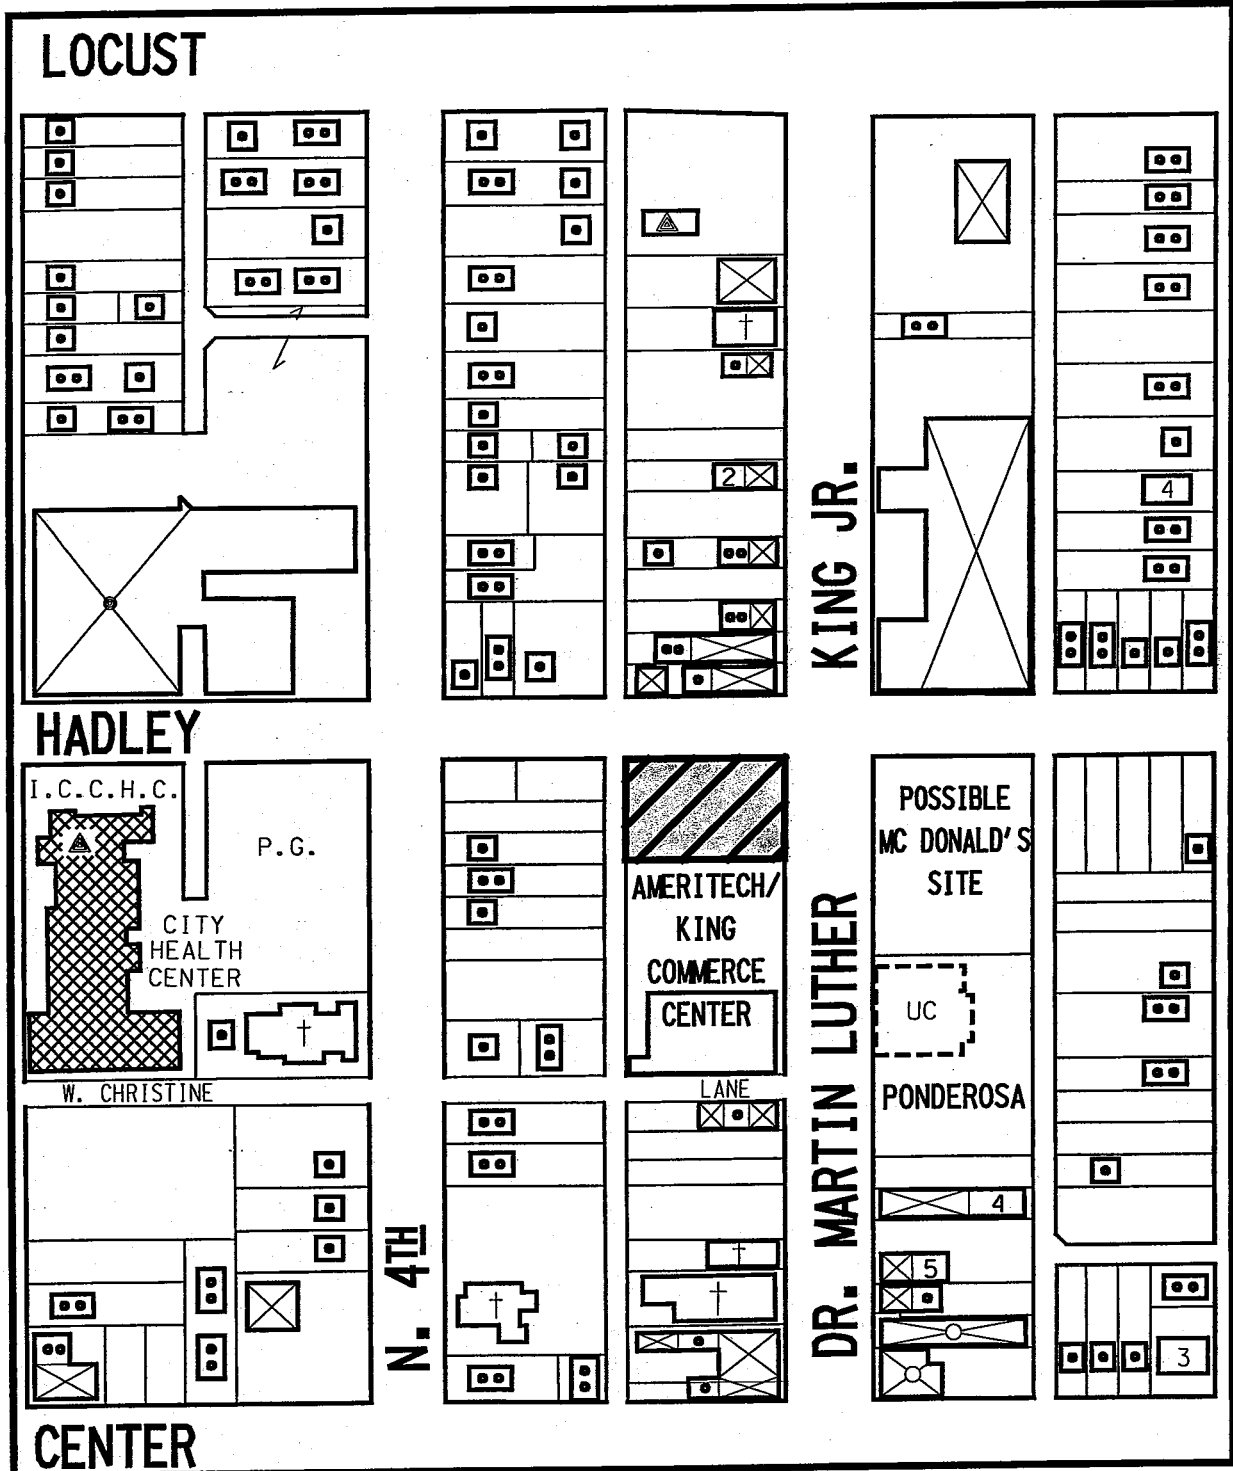 LOCUST
2
4
KING JR.
HADLEY
I.C.C.H.C.
P.G.
CITY
HEALTH
CENTER
AMERITECH/
KING
COMMERCE
CENTER
POSSIBLE
MC DONALD'S
SITE
UC
PONDEROSA
W. CHRISTINE
LANE
DR. MARTIN LUTHER
N. 4TH
4
5
3
CENTER